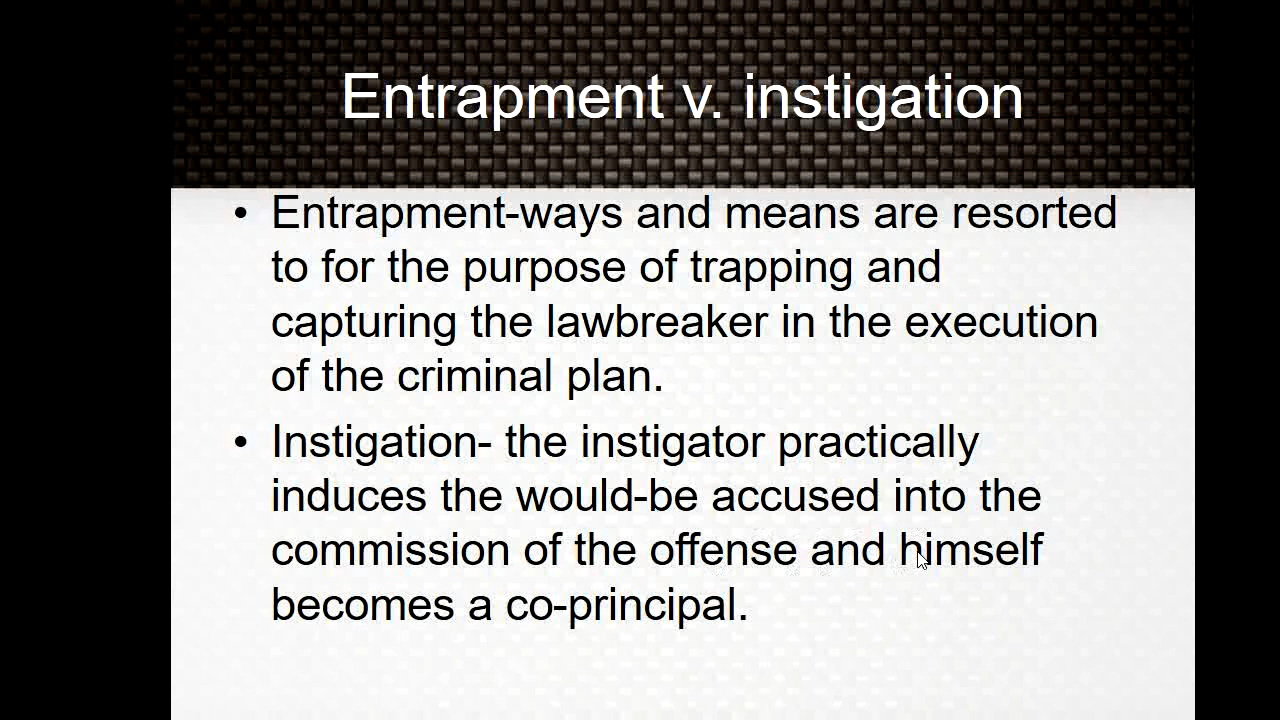 Entrapment v. instigation
• Entrapment-ways and means are resorted
to for the purpose of trapping and
capturing the lawbreaker in the execution
of the criminal plan.
• Instigation- the instigator practically
induces the would-be accused into the
commission of the offense and himself
becomes a co-principal.